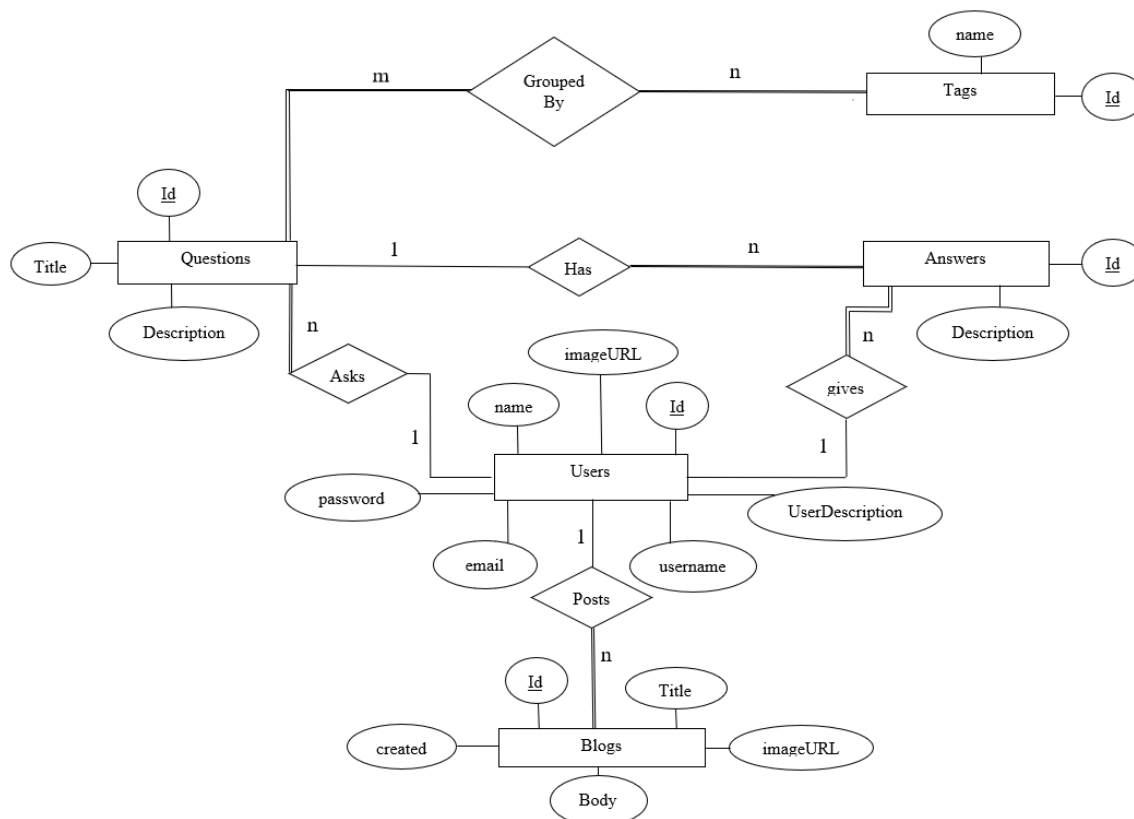 name
m
Grouped
By
n
Tags
Id
Id
Title
Questions
1
Has
n
Answers
Id
Description
n
imageURL
n
Description
Asks
name
Id
gives
1
1
Users
password
UserDescription
1
email
username
Posts
n
Id
Title
created
Blogs
imageURL
Body